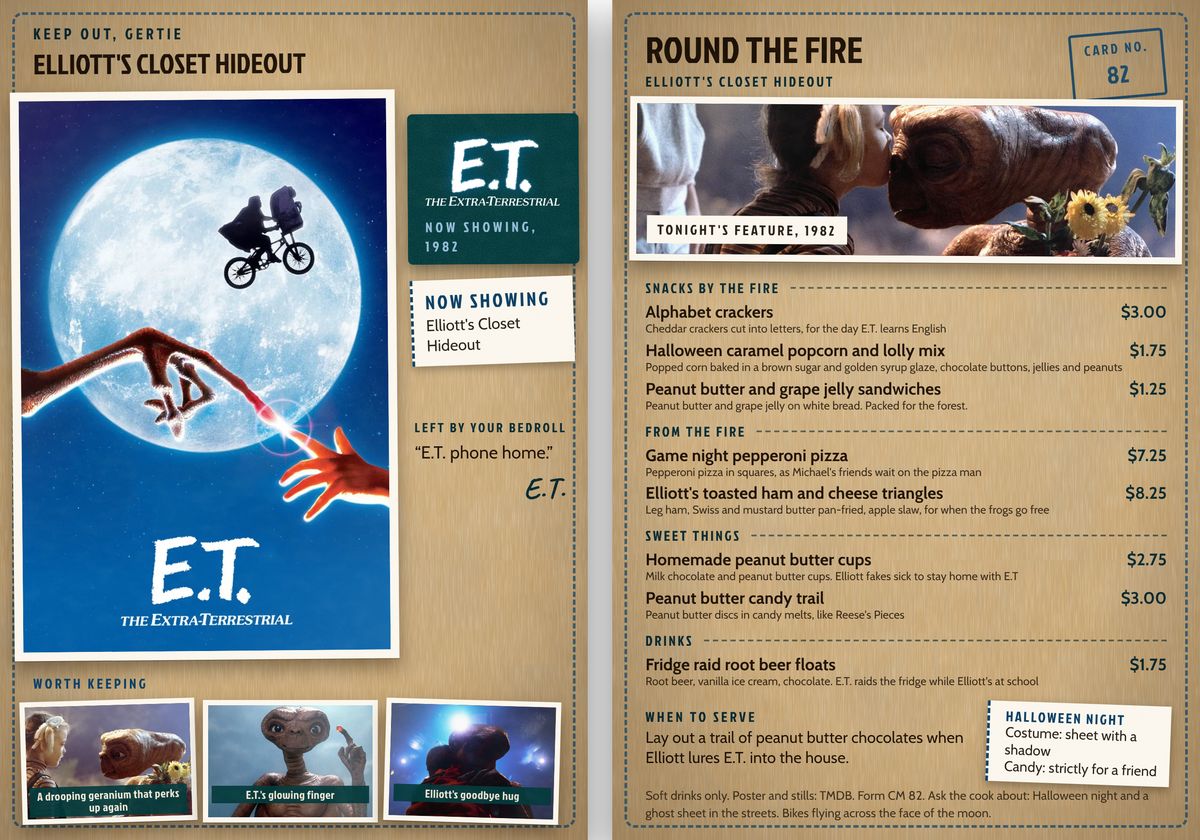 KEEP OUT, GERTIE
ELLIOTT'S CLOSET HIDEOUT
E.T.
THE EXTRA-TERRESTRIAL
E.T.
THE EXTRA-TERRESTRIAL
NOW SHOWING,
1982
NOW SHOWING
Elliott's Closet
Hideout
LEFT BY YOUR BEDROLL
“E.T. phone home.”
E.T.
WORTH KEEPING
A drooping geranium that perks
up again
E.T.'s glowing finger
Elliott's goodbye hug
ROUND THE FIRE
ELLIOTT'S CLOSET HIDEOUT
CARD NO.
82
TONIGHT'S FEATURE, 1982
SNACKS BY THE FIRE
Alphabet crackers $3.00
Cheddar crackers cut into letters, for the day E.T. learns English
Halloween caramel popcorn and lolly mix $1.75
Popped corn baked in a brown sugar and golden syrup glaze, chocolate buttons, jellies and peanuts
Peanut butter and grape jelly sandwiches $1.25
Peanut butter and grape jelly on white bread. Packed for the forest.
FROM THE FIRE
Game night pepperoni pizza $7.25
Pepperoni pizza in squares, as Michael's friends wait on the pizza man
Elliott's toasted ham and cheese triangles $8.25
Leg ham, Swiss and mustard butter pan-fried, apple slaw, for when the frogs go free
SWEET THINGS
Homemade peanut butter cups $2.75
Milk chocolate and peanut butter cups. Elliott fakes sick to stay home with E.T
Peanut butter candy trail $3.00
Peanut butter discs in candy melts, like Reese's Pieces
DRINKS
Fridge raid root beer floats $1.75
Root beer, vanilla ice cream, chocolate. E.T. raids the fridge while Elliott's at school
WHEN TO SERVE
Lay out a trail of peanut butter chocolates when
Elliott lures E.T. into the house.
HALLOWEEN NIGHT
Costume: sheet with a
shadow
Candy: strictly for a friend
Soft drinks only. Poster and stills: TMDB. Form CM 82. Ask the cook about: Halloween night and a
ghost sheet in the streets. Bikes flying across the face of the moon.